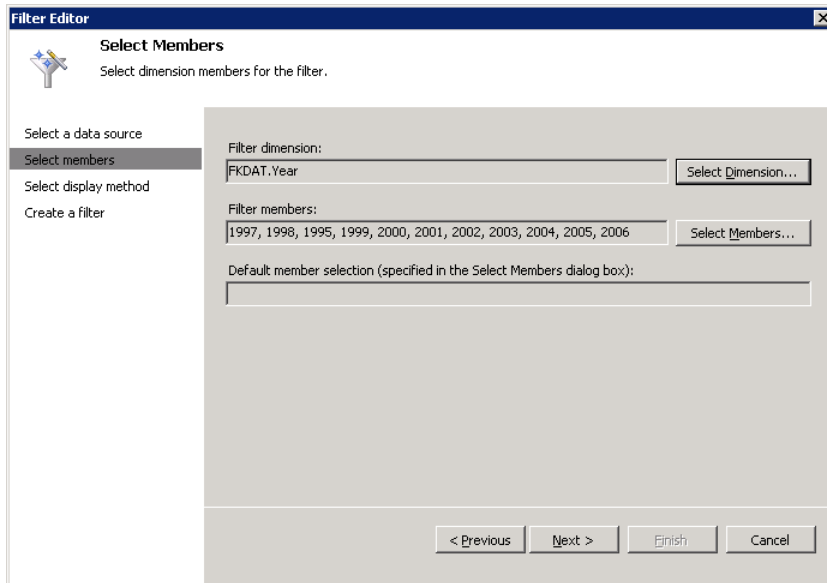 Filter Editor
Select Members
Select dimension members for the filter.
Select a data source
Select members
Select display method
Create a filter
Filter dimension:
FKDAT.Year
Select Dimension...
Filter members:
1997, 1998, 1995, 1999, 2000, 2001, 2002, 2003, 2004, 2005, 2006
Select Members...
Default member selection (specified in the Select Members dialog box):
< Previous
Next >
Finish
Cancel